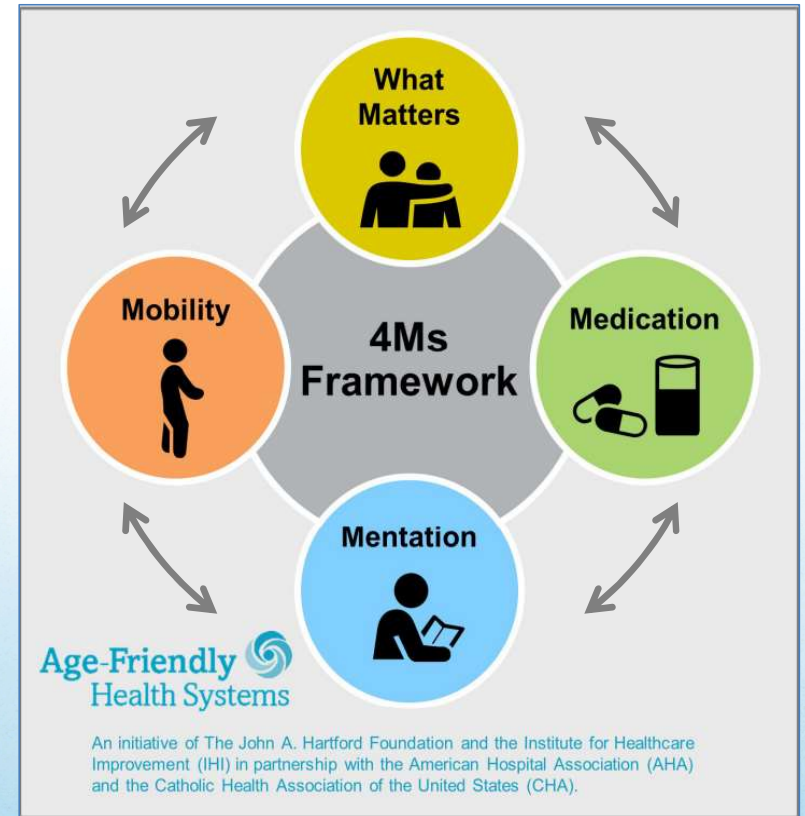 What
Matters
Mobility
4Ms
Framework
Medication
Mentation
Age-Friendly
Health Systems
An initiative of The John A. Hartford Foundation and the Institute for Healthcare
Improvement (IHI) in partnership with the American Hospital Association (AHA)
and the Catholic Health Association of the United States (CHA).